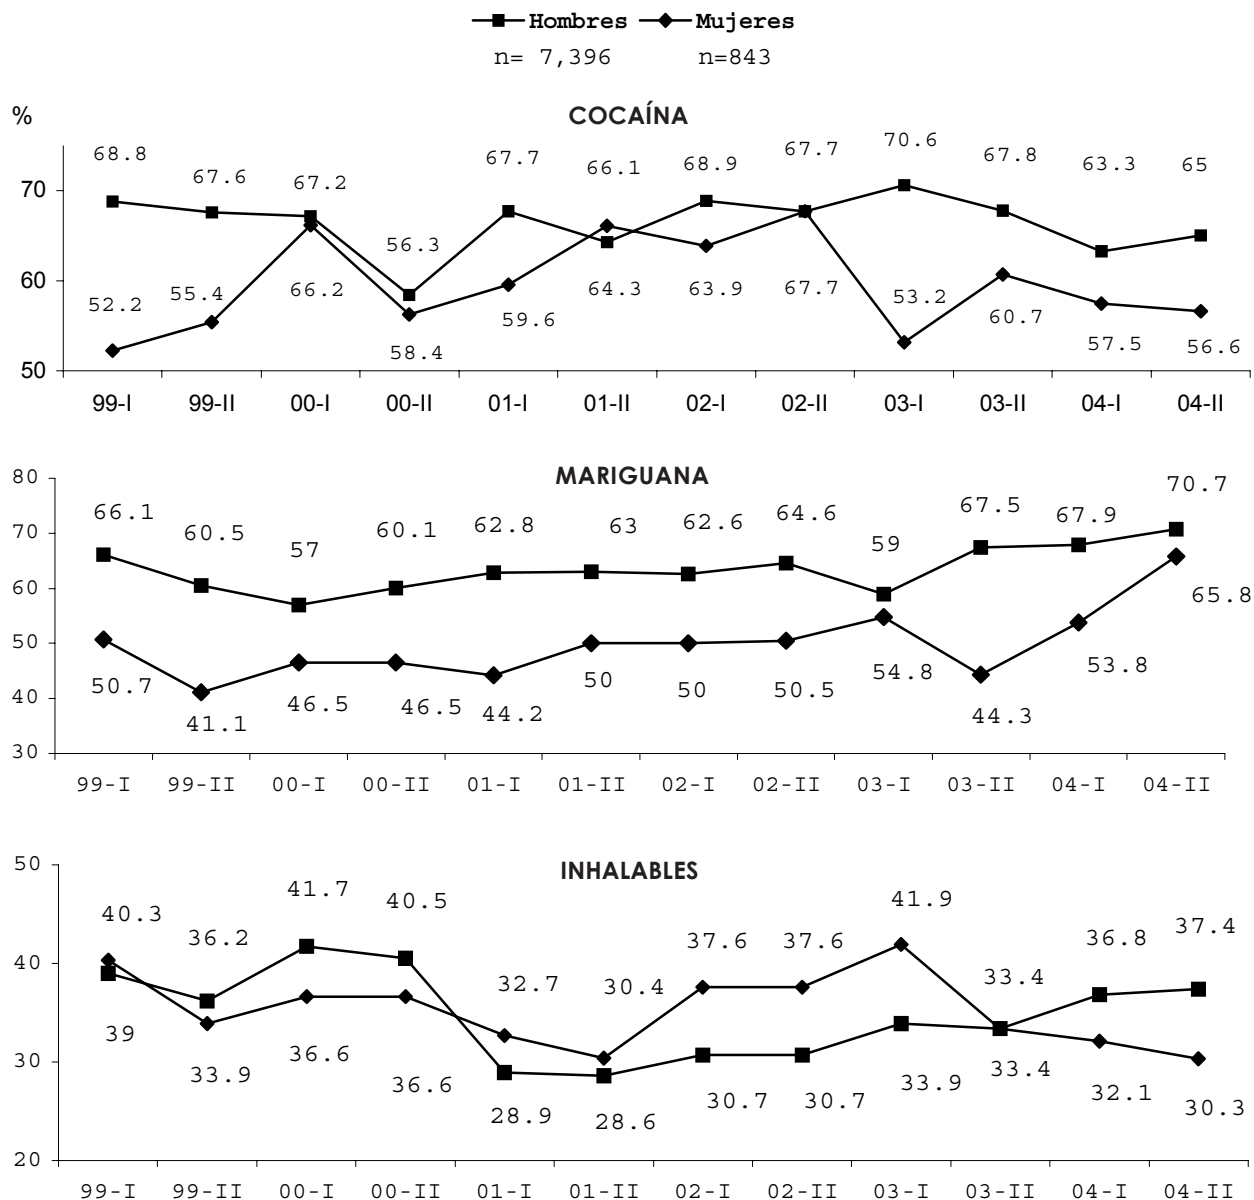 Hombres Mujeres
n= 7,396 n=843
% COCAÍNA
68.8 67.6 67.2 56.3 67.7 66.1 68.9 67.7 70.6 67.8 63.3 65
70
60
52.2 55.4 66.2 58.4 59.6 64.3 63.9 67.7 53.2 60.7 57.5 56.6
50
99-I 99-II 00-I 00-II 01-I 01-II 02-I 02-II 03-I 03-II 04-I 04-II
MARIGUANA
80
66.1 60.5 57 60.1 62.8 63 62.6 64.6 59 67.5 67.9 70.7
70
60
50
50.7 41.1 46.5 46.5 44.2 50 50 50.5 54.8 44.3 53.8 65.8
40
30
99-I 99-II 00-I 00-II 01-I 01-II 02-I 02-II 03-I 03-II 04-I 04-II
INHALABLES
50
40.3 36.2 41.7 40.5 32.7 30.4 37.6 37.6 41.9 33.4 36.8 37.4
40
30
39 33.9 36.6 36.6 28.9 28.6 30.7 30.7 33.9 33.4 32.1 30.3
20
99-I 99-II 00-I 00-II 01-I 01-II 02-I 02-II 03-I 03-II 04-I 04-II